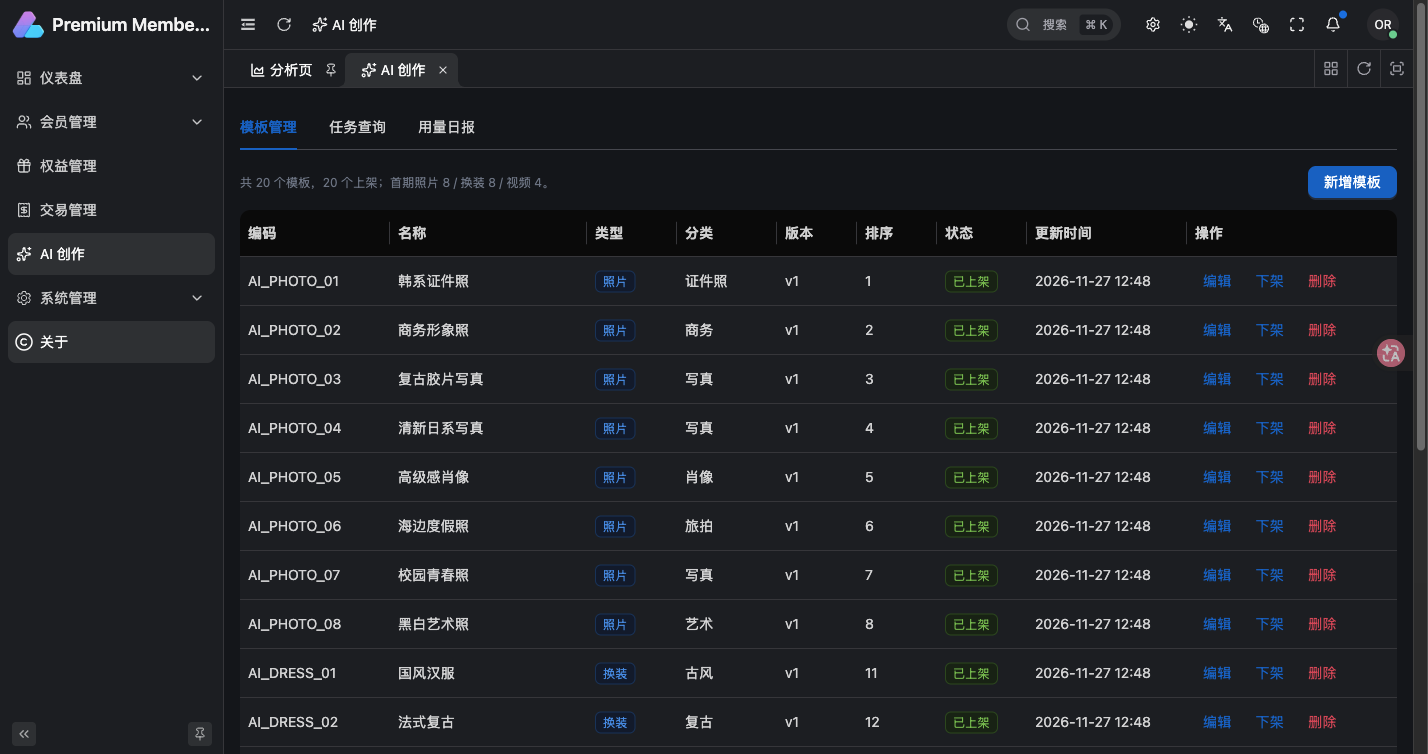 Premium Membe...
AI 创作
搜索 ⌘ K
OR
仪表盘
会员管理
权益管理
交易管理
AI 创作
系统管理
关于
分析页
AI 创作
模板管理 任务查询 用量日报
共 20 个模板，20 个上架；首期照片 8 / 换装 8 / 视频 4。
新增模板
编码 名称 类型 分类 版本 排序 状态 更新时间 操作
AI_PHOTO_01 韩系证件照 照片 证件照 v1 1 已上架 2026-11-27 12:48 编辑 下架 删除
AI_PHOTO_02 商务形象照 照片 商务 v1 2 已上架 2026-11-27 12:48 编辑 下架 删除
AI_PHOTO_03 复古胶片写真 照片 写真 v1 3 已上架 2026-11-27 12:48 编辑 下架 删除
AI_PHOTO_04 清新日系写真 照片 写真 v1 4 已上架 2026-11-27 12:48 编辑 下架 删除
AI_PHOTO_05 高级感肖像 照片 肖像 v1 5 已上架 2026-11-27 12:48 编辑 下架 删除
AI_PHOTO_06 海边度假照 照片 旅拍 v1 6 已上架 2026-11-27 12:48 编辑 下架 删除
AI_PHOTO_07 校园青春照 照片 写真 v1 7 已上架 2026-11-27 12:48 编辑 下架 删除
AI_PHOTO_08 黑白艺术照 照片 艺术 v1 8 已上架 2026-11-27 12:48 编辑 下架 删除
AI_DRESS_01 国风汉服 换装 古风 v1 11 已上架 2026-11-27 12:48 编辑 下架 删除
AI_DRESS_02 法式复古 换装 复古 v1 12 已上架 2026-11-27 12:48 编辑 下架 删除